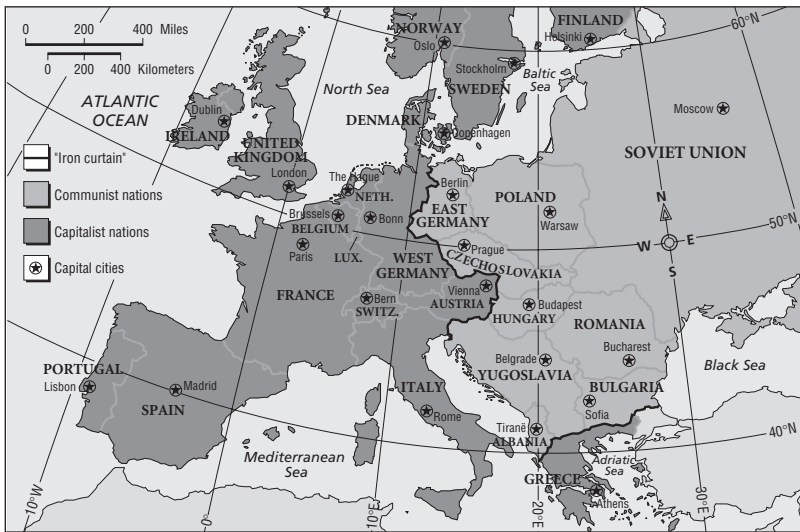 0 200 400 Miles
0 200 400 Kilometers
ATLANTIC
OCEAN
"Iron curtain"
Communist nations
Capitalist nations
Capital cities
NORWAY
Oslo
FINLAND
Helsinki
60°N
Stockholm
SWEDEN
Baltic
Sea
North Sea
Moscow
Dublin
IRELAND
UNITED
KINGDOM
London
DENMARK
Copenhagen
SOVIET UNION
The Hague
NETH.
Berlin
EAST
GERMANY
POLAND
Warsaw
N
W E
S
50°N
Brussels
BELGIUM
Bonn
Paris
LUX.
WEST
GERMANY
Prague
CZECHOSLOVAKIA
Vienna
AUSTRIA
FRANCE
Bern
SWITZ.
Budapest
HUNGARY
ROMANIA
Bucharest
Belgrade
YUGOSLAVIA
BULGARIA
Sofia
Black Sea
PORTUGAL
Lisbon
Madrid
SPAIN
ITALY
Rome
Tiranë
ALBANIA
40°N
Mediterranean
Sea
GREECE
Adriatic
Sea
Athens
10°W
0°
10°E
20°E
30°E